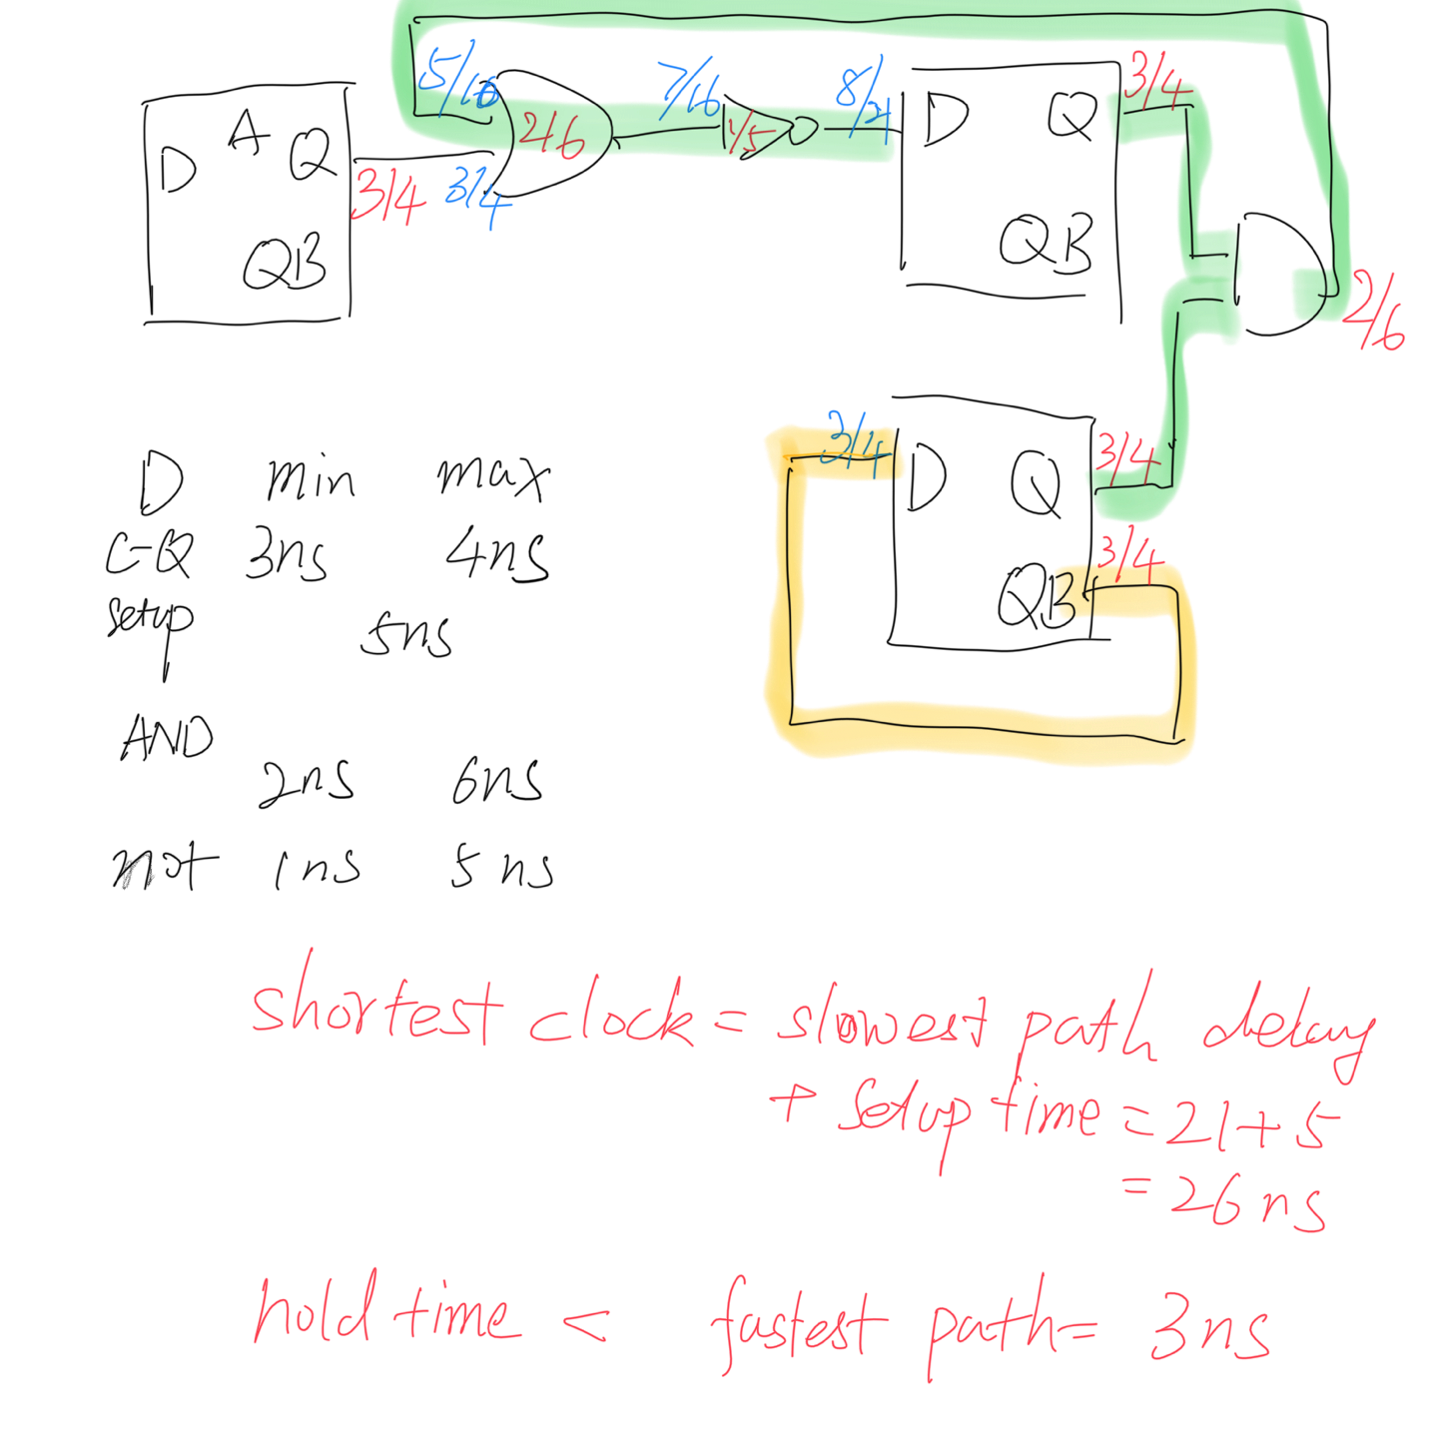 5/10 7/16 8/21 3/4
A
D Q 2/6 1/5 D Q
3/4 3/4
QB QB
2/6
3/4 3/4
D min max D Q
C-Q 3ns 4ns 3/4
setup QB
5ns
AND
2ns 6ns
not 1ns 5ns
shortest clock = slowest path delay
+ setup time = 21+5
= 26ns
hold time < fastest path = 3ns